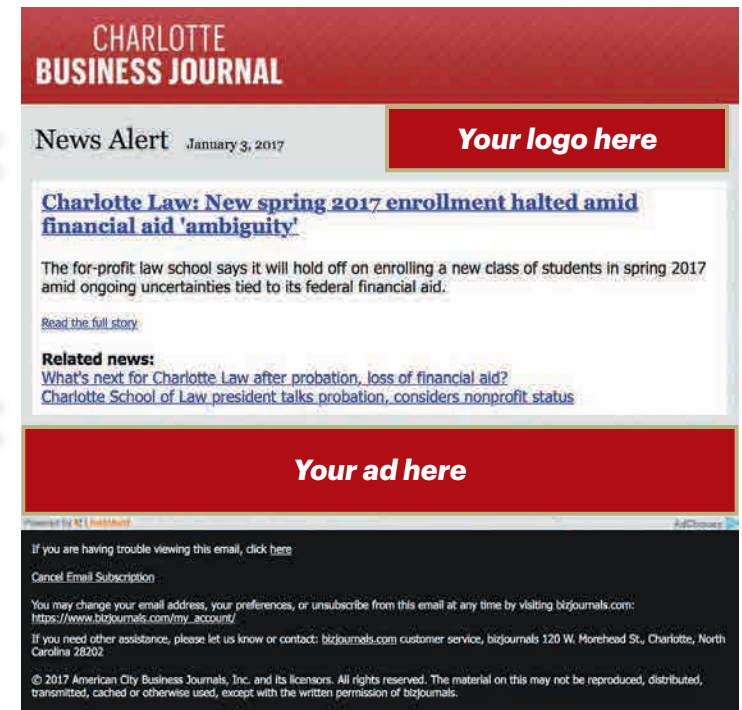 CHARLOTTE
BUSINESS JOURNAL
News Alert January 3, 2017
Your logo here
Charlotte Law: New spring 2017 enrollment halted amid
financial aid 'ambiguity'
The for-profit law school says it will hold off on enrolling a new class of students in spring 2017
amid ongoing uncertainties tied to its federal financial aid.
Read the full story
Related news:
What's next for Charlotte Law after probation, loss of financial aid?
Charlotte School of Law president talks probation, considers nonprofit status
Your ad here
Powered by
AdChoices
If you are having trouble viewing this email, click here
Cancel Email Subscription
You may change your email address, your preferences, or unsubscribe from this email at any time by visiting bizjournals.com:
https://www.bizjournals.com/my_account/
If you need other assistance, please let us know or contact: bizjournals.com customer service, bizjournals 120 W. Morehead St., Charlotte, North
Carolina 28202
© 2017 American City Business Journals, Inc. and its licensors. All rights reserved. The material on this may not be reproduced, distributed,
transmitted, cached or otherwise used, except with the written permission of bizjournals.